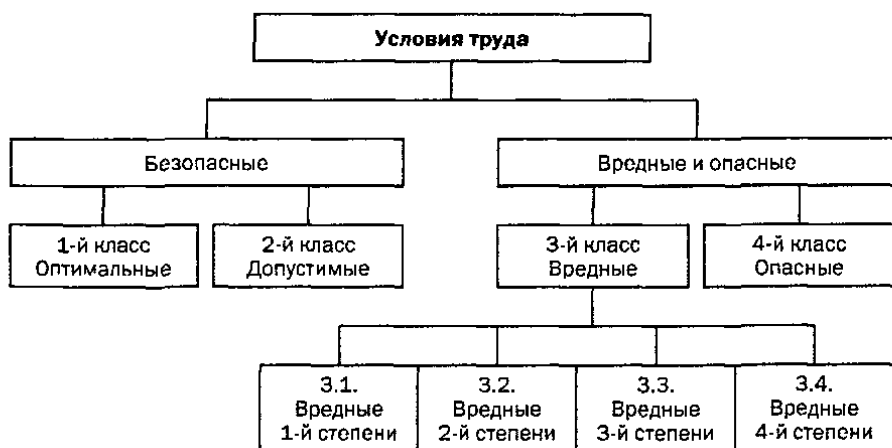 Условия труда
Безопасные
Вредные и опасные
1-й класс
Оптимальные
2-й класс
Допустимые
3-й класс
Вредные
4-й класс
Опасные
3.1.
Вредные
1-й степени
3.2.
Вредные
2-й степени
3.3.
Вредные
3-й степени
3.4.
Вредные
4-й степени